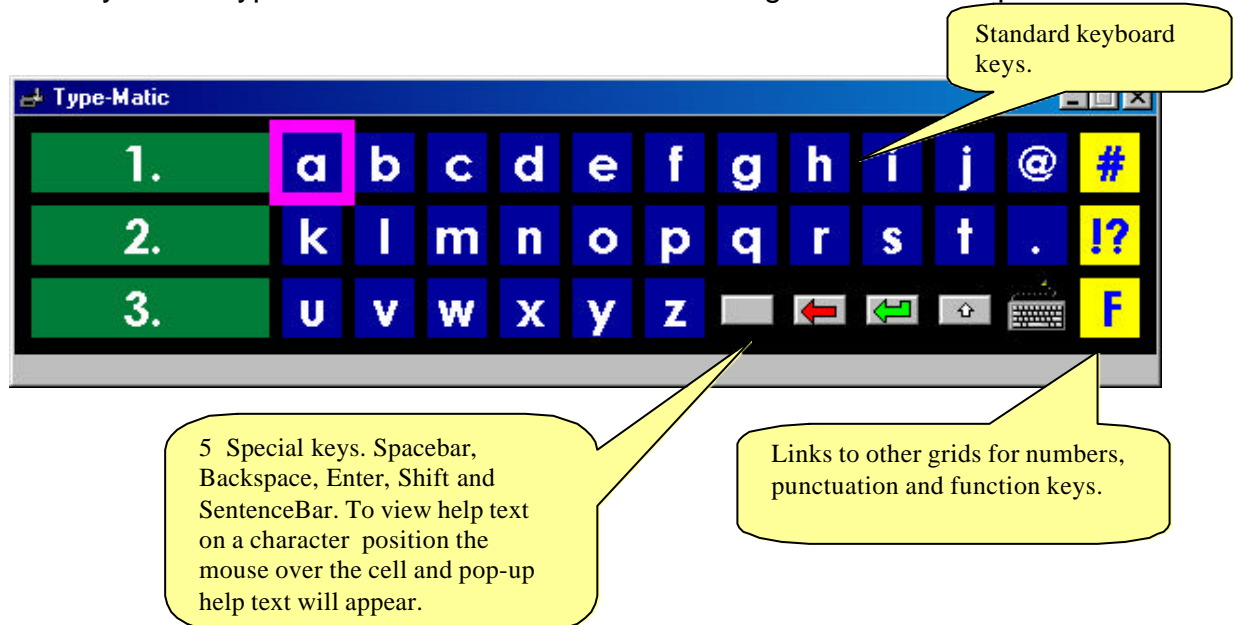 Standard keyboard
keys.
Type-Matic
1. a b c d e f g h i j @ #
2. k l m n o p q r s t . !?
3. u v w x y z F
5 Special keys. Spacebar,
Backspace, Enter, Shift and
SentenceBar. To view help text
on a character position the
mouse over the cell and pop-up
help text will appear.
Links to other grids for numbers,
punctuation and function keys.